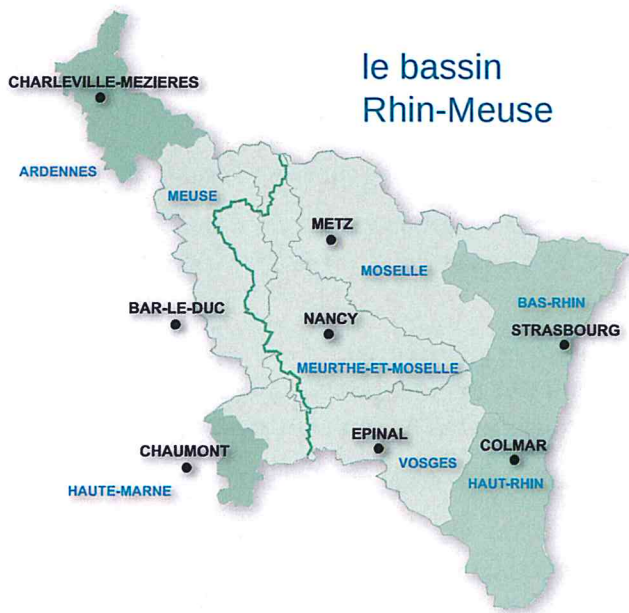 le bassin
Rhin-Meuse
CHARLEVILLE-MEZIERES
ARDENNES
MEUSE
METZ
MOSELLE
BAR-LE-DUC
NANCY
BAS-RHIN
STRASBOURG
MEURTHE-ET-MOSELLE
CHAUMONT
EPINAL
COLMAR
HAUTE-MARNE
VOSGES
HAUT-RHIN